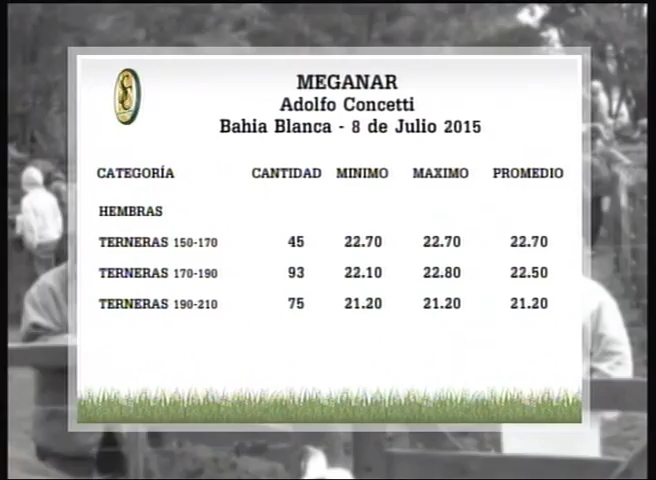 MEGANAR
Adolfo Concetti
Bahia Blanca - 8 de Julio 2015
CATEGORÍA CANTIDAD MINIMO MAXIMO PROMEDIO
HEMBRAS
TERNERAS 150-170 45 22.70 22.70 22.70
TERNERAS 170-190 93 22.10 22.80 22.50
TERNERAS 190-210 75 21.20 21.20 21.20